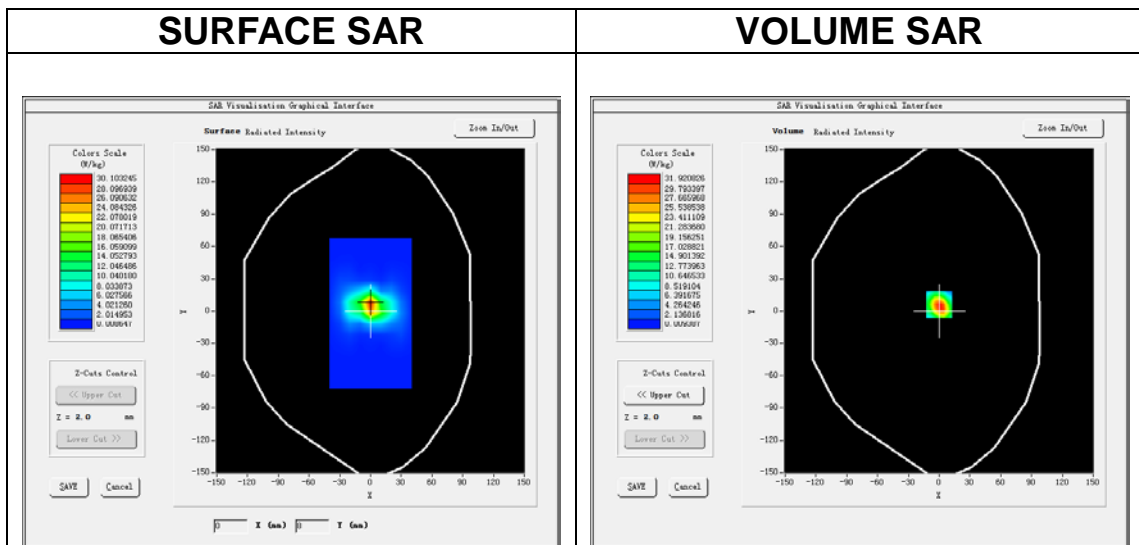 SURFACE SAR
VOLUME SAR
SAR Visualisation Graphical Interface
Surface Radiated Intensity
Zoom In/Out
Colors Scale
(W/kg)
30.103245
28.096939
26.090632
24.084326
22.078019
20.071713
18.065406
16.059099
14.052793
12.046486
10.040180
8.033873
6.027566
4.021260
2.014953
0.008647
Z-Cuts Control
<< Upper Cut
Z = 2.0 mm
Lower Cut >>
SAVE
Cancel
150
120
90
60
30
0
-30
-60
-90
-120
-150
Y
-150 -120 -90 -60 -30 0 30 60 90 120 150
X
0 X (mm) 0 Y (mm)
SAR Visualisation Graphical Interface
Volume Radiated Intensity
Zoom In/Out
Colors Scale
(W/kg)
31.920826
29.793397
27.665968
25.538538
23.411109
21.283680
19.156251
17.028821
14.901392
12.773963
10.646533
8.519104
6.391675
4.264246
2.136816
0.009387
Z-Cuts Control
<< Upper Cut
Z = 2.0 mm
Lower Cut >>
SAVE
Cancel
150
120
90
60
30
0
-30
-60
-90
-120
-150
Y
-150 -120 -90 -60 -30 0 30 60 90 120 150
X